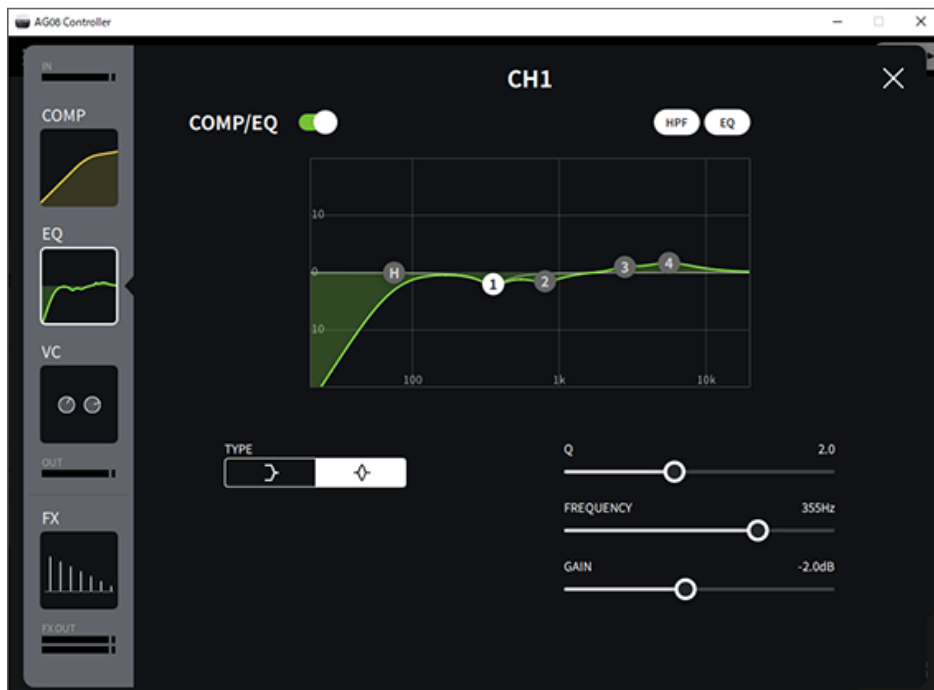 AG08 Controller
IN
COMP
EQ
VC
OUT
FX
FX OUT
CH1
COMP/EQ
HPF
EQ
10
0
10
100
1k
10k
H
1
2
3
4
TYPE
Q
2.0
FREQUENCY
355Hz
GAIN
-2.0dB